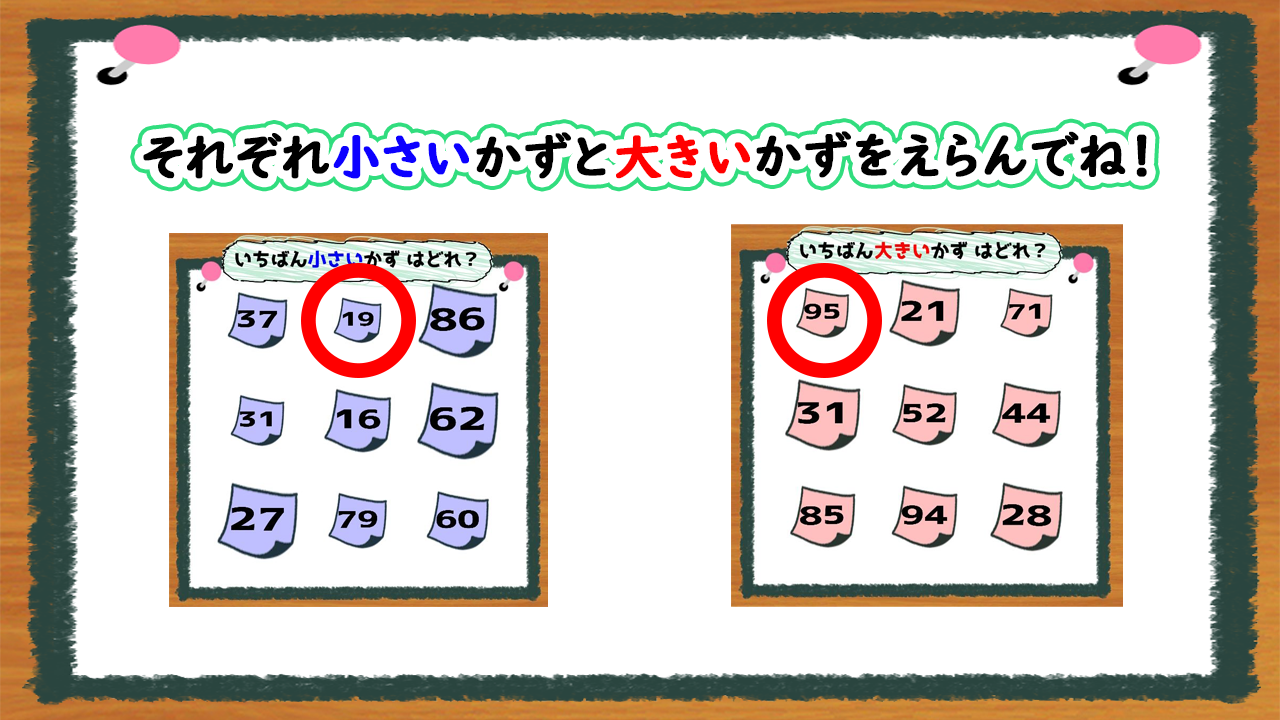 それぞれ小さいかずと大きいかずをえらんでね!
いちばん小さいかず はどれ?
37 19 86
31 16 62
27 79 60
いちばん大きいかず はどれ?
95 21 71
31 52 44
85 94 28